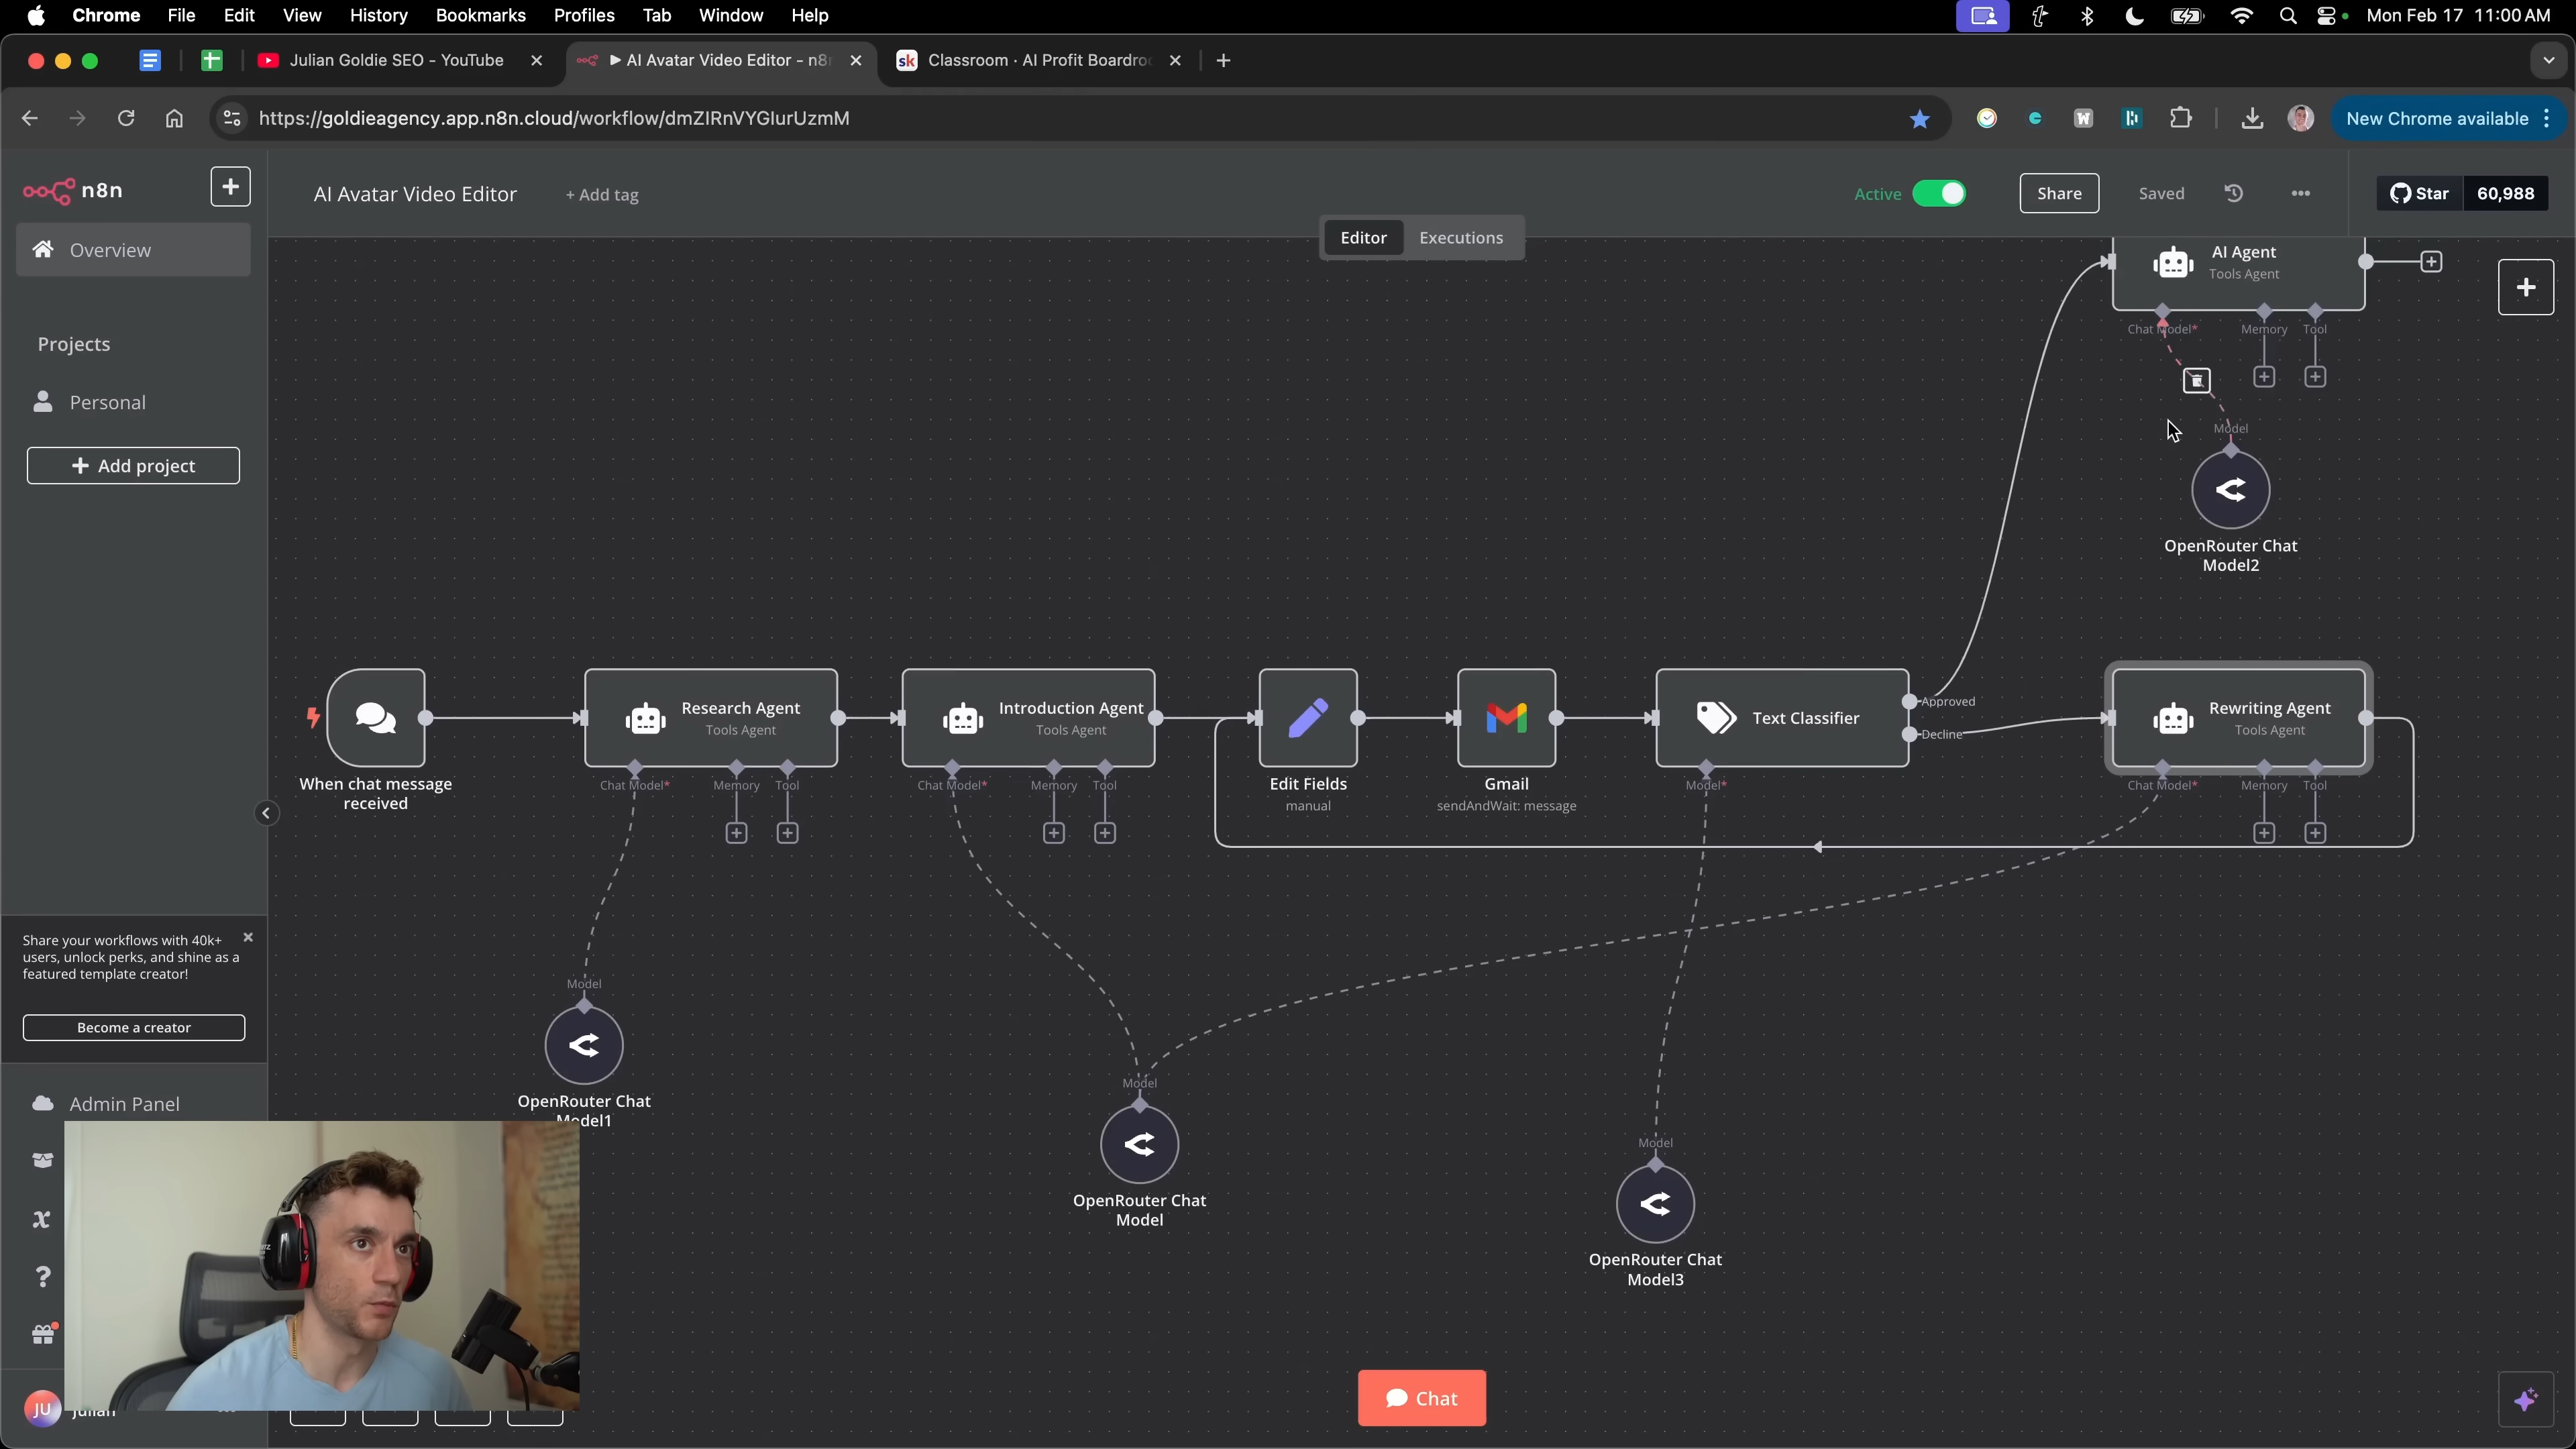 Chrome File Edit View History Bookmarks Profiles Tab Window Help Mon Feb 17 11:00 AM
Julian Goldie SEO - YouTube AI Avatar Video Editor - n8n Classroom · AI Profit Boardroo
https://goldieagency.app.n8n.cloud/workflow/dmZIRnVYGIurUzmM New Chrome available
n8n
AI Avatar Video Editor + Add tag Active Share Saved Star 60,988
Editor Executions
Overview
Projects
Personal
Add project
AI Agent
Tools Agent
Chat Model* Memory Tool
Model
OpenRouter Chat
Model2
When chat message
received
Research Agent
Tools Agent
Chat Model* Memory Tool
Introduction Agent
Tools Agent
Chat Model* Memory Tool
Edit Fields
manual
Gmail
sendAndWait: message
Text Classifier
Approved
Decline
Model*
Rewriting Agent
Tools Agent
Chat Model* Memory Tool
Share your workflows with 40k+
users, unlock perks, and shine as a
featured template creator!
Become a creator
Model
OpenRouter Chat
Model1
Model
OpenRouter Chat
Model
Model
OpenRouter Chat
Model3
Admin Panel
JU
Chat